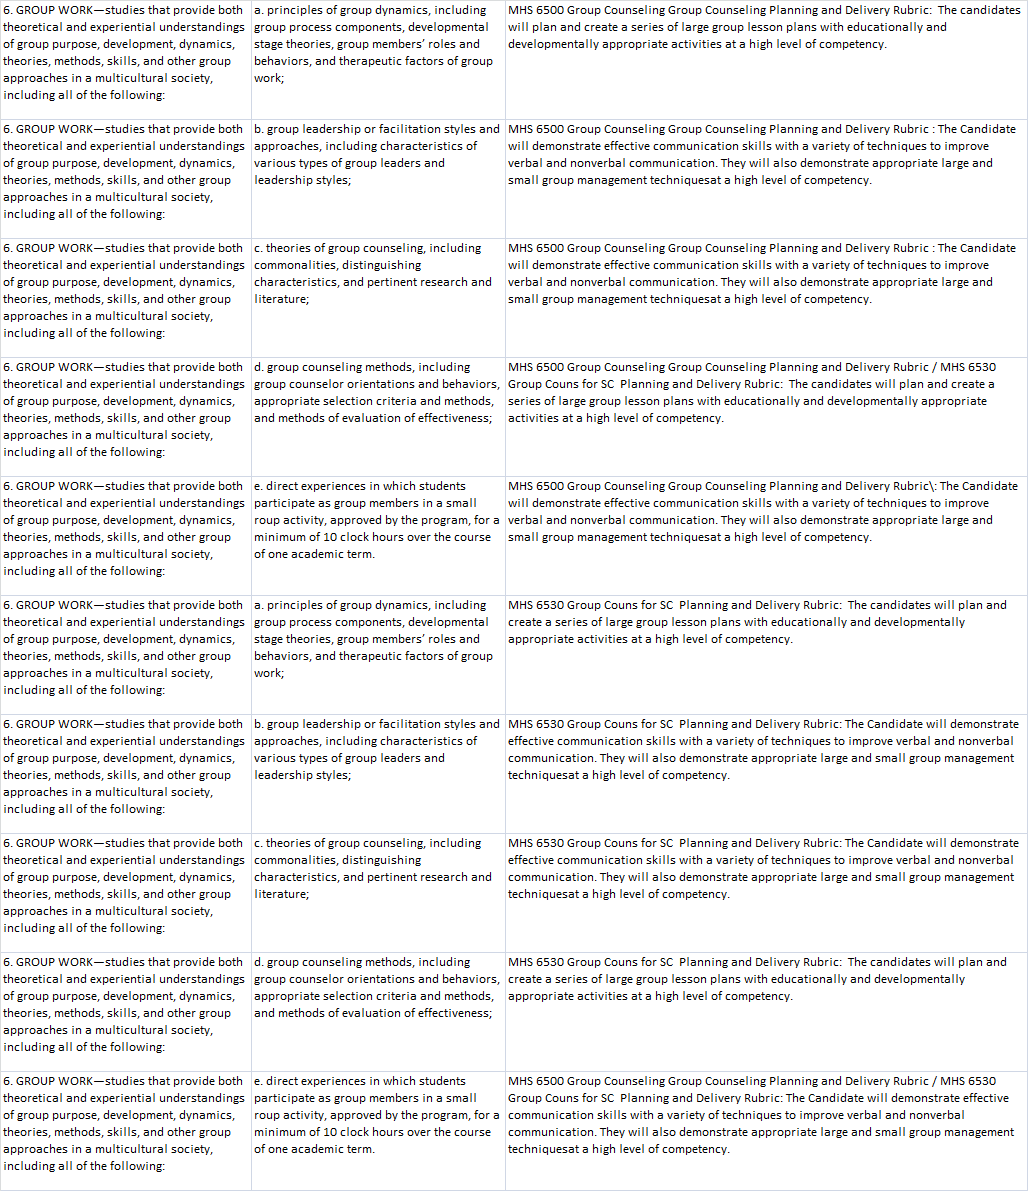 6. GROUP WORK—studies that provide both
theoretical and experiential understandings
of group purpose, development, dynamics,
theories, methods, skills, and other group
approaches in a multicultural society,
including all of the following:
a. principles of group dynamics, including
group process components, developmental
stage theories, group members’ roles and
behaviors, and therapeutic factors of group
work;
MHS 6500 Group Counseling Group Counseling Planning and Delivery Rubric:  The candidates
will plan and create a series of large group lesson plans with educationally and
developmentally appropriate activities at a high level of competency.
6. GROUP WORK—studies that provide both
theoretical and experiential understandings
of group purpose, development, dynamics,
theories, methods, skills, and other group
approaches in a multicultural society,
including all of the following:
b. group leadership or facilitation styles and
approaches, including characteristics of
various types of group leaders and
leadership styles;
MHS 6500 Group Counseling Group Counseling Planning and Delivery Rubric : The Candidate
will demonstrate effective communication skills with a variety of techniques to improve
verbal and nonverbal communication. They will also demonstrate appropriate large and
small group management techniquesat a high level of competency.
6. GROUP WORK—studies that provide both
theoretical and experiential understandings
of group purpose, development, dynamics,
theories, methods, skills, and other group
approaches in a multicultural society,
including all of the following:
c. theories of group counseling, including
commonalities, distinguishing
characteristics, and pertinent research and
literature;
MHS 6500 Group Counseling Group Counseling Planning and Delivery Rubric : The Candidate
will demonstrate effective communication skills with a variety of techniques to improve
verbal and nonverbal communication. They will also demonstrate appropriate large and
small group management techniquesat a high level of competency.
6. GROUP WORK—studies that provide both
theoretical and experiential understandings
of group purpose, development, dynamics,
theories, methods, skills, and other group
approaches in a multicultural society,
including all of the following:
d. group counseling methods, including
group counselor orientations and behaviors,
appropriate selection criteria and methods,
and methods of evaluation of effectiveness;
MHS 6500 Group Counseling Group Counseling Planning and Delivery Rubric / MHS 6530
Group Couns for SC  Planning and Delivery Rubric:  The candidates will plan and create a
series of large group lesson plans with educationally and developmentally appropriate
activities at a high level of competency.
6. GROUP WORK—studies that provide both
theoretical and experiential understandings
of group purpose, development, dynamics,
theories, methods, skills, and other group
approaches in a multicultural society,
including all of the following:
e. direct experiences in which students
participate as group members in a small
roup activity, approved by the program, for a
minimum of 10 clock hours over the course
of one academic term.
MHS 6500 Group Counseling Group Counseling Planning and Delivery Rubric\: The Candidate
will demonstrate effective communication skills with a variety of techniques to improve
verbal and nonverbal communication. They will also demonstrate appropriate large and
small group management techniquesat a high level of competency.
6. GROUP WORK—studies that provide both
theoretical and experiential understandings
of group purpose, development, dynamics,
theories, methods, skills, and other group
approaches in a multicultural society,
including all of the following:
a. principles of group dynamics, including
group process components, developmental
stage theories, group members’ roles and
behaviors, and therapeutic factors of group
work;
MHS 6530 Group Couns for SC  Planning and Delivery Rubric:  The candidates will plan and
create a series of large group lesson plans with educationally and developmentally
appropriate activities at a high level of competency.
6. GROUP WORK—studies that provide both
theoretical and experiential understandings
of group purpose, development, dynamics,
theories, methods, skills, and other group
approaches in a multicultural society,
including all of the following:
b. group leadership or facilitation styles and
approaches, including characteristics of
various types of group leaders and
leadership styles;
MHS 6530 Group Couns for SC  Planning and Delivery Rubric: The Candidate will demonstrate
effective communication skills with a variety of techniques to improve verbal and nonverbal
communication. They will also demonstrate appropriate large and small group management
techniquesat a high level of competency.
6. GROUP WORK—studies that provide both
theoretical and experiential understandings
of group purpose, development, dynamics,
theories, methods, skills, and other group
approaches in a multicultural society,
including all of the following:
c. theories of group counseling, including
commonalities, distinguishing
characteristics, and pertinent research and
literature;
MHS 6530 Group Couns for SC  Planning and Delivery Rubric: The Candidate will demonstrate
effective communication skills with a variety of techniques to improve verbal and nonverbal
communication. They will also demonstrate appropriate large and small group management
techniquesat a high level of competency.
6. GROUP WORK—studies that provide both
theoretical and experiential understandings
of group purpose, development, dynamics,
theories, methods, skills, and other group
approaches in a multicultural society,
including all of the following:
d. group counseling methods, including
group counselor orientations and behaviors,
appropriate selection criteria and methods,
and methods of evaluation of effectiveness;
MHS 6530 Group Couns for SC  Planning and Delivery Rubric:  The candidates will plan and
create a series of large group lesson plans with educationally and developmentally
appropriate activities at a high level of competency.
6. GROUP WORK—studies that provide both
theoretical and experiential understandings
of group purpose, development, dynamics,
theories, methods, skills, and other group
approaches in a multicultural society,
including all of the following:
e. direct experiences in which students
participate as group members in a small
roup activity, approved by the program, for a
minimum of 10 clock hours over the course
of one academic term.
MHS 6500 Group Counseling Group Counseling Planning and Delivery Rubric / MHS 6530
Group Couns for SC  Planning and Delivery Rubric: The Candidate will demonstrate effective
communication skills with a variety of techniques to improve verbal and nonverbal
communication. They will also demonstrate appropriate large and small group management
techniquesat a high level of competency.